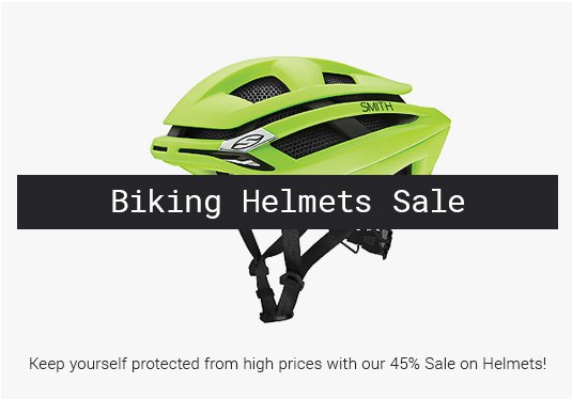 SMITH
Biking Helmets Sale
Keep yourself protected from high prices with our 45% Sale on Helmets!